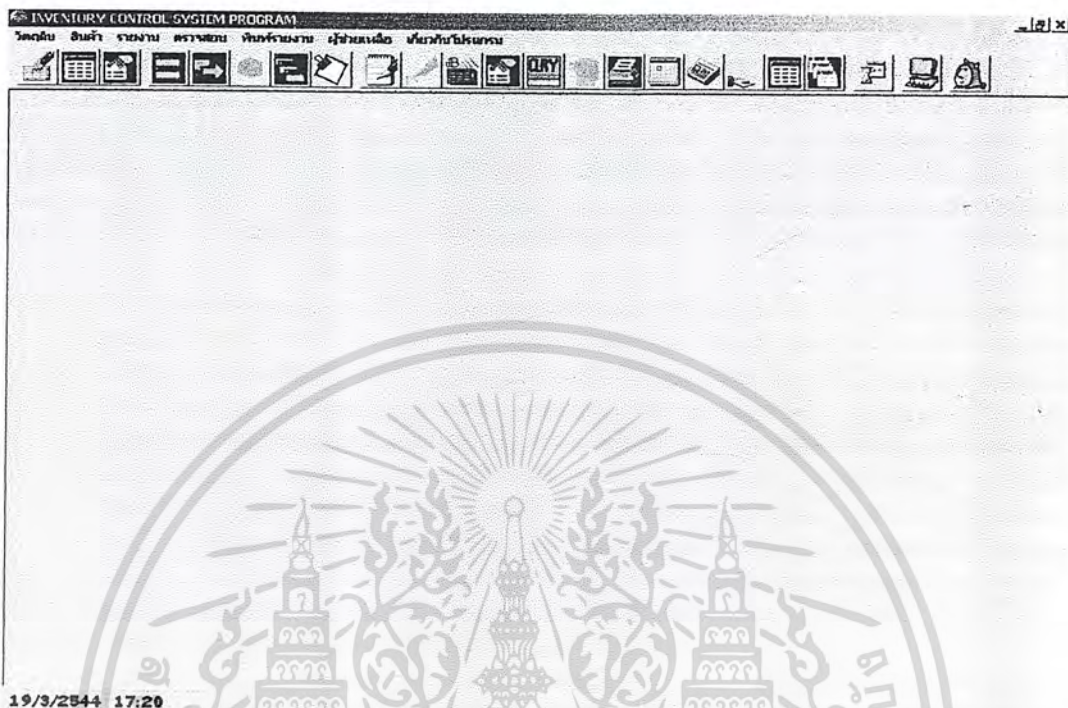 INVENTORY CONTROL SYSTEM PROGRAM
วัตถุดิบ สินค้า รายงาน ตรวจสอบ พิมพ์รายงาน ผู้ช่วยเหลือ เกี่ยวกับโปรแกรม
QURY
19/3/2544 17:20